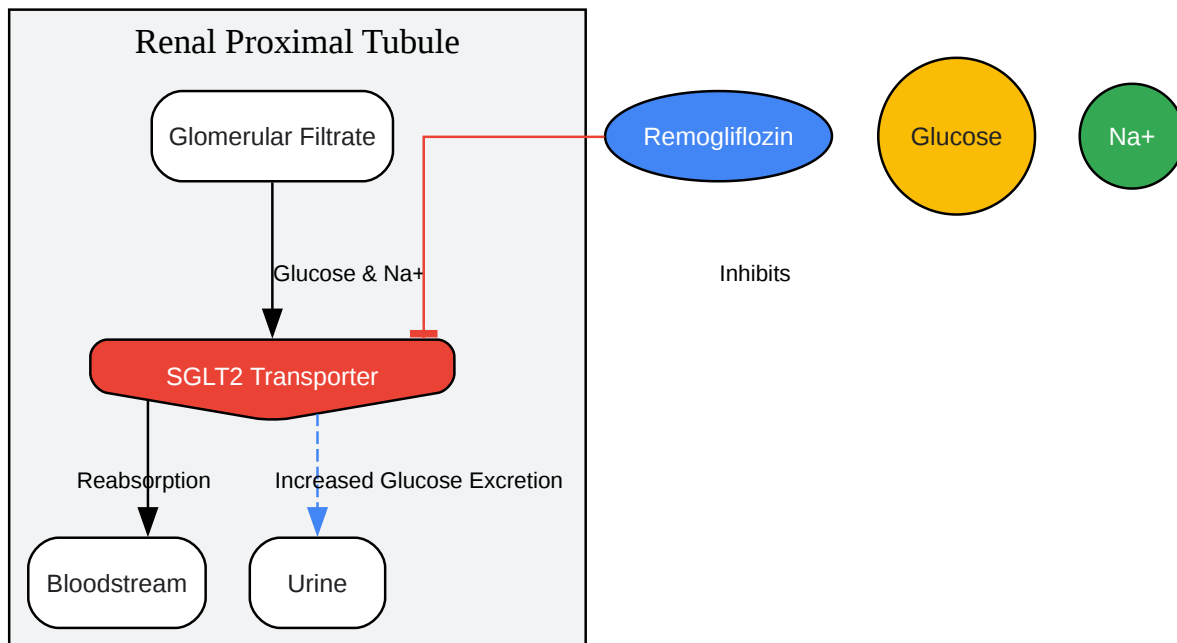 Renal Proximal Tubule
Glomerular Filtrate
Remogliflozin
Glucose
Na+
Glucose & Na+
Inhibits
SGLT2 Transporter
Reabsorption
Increased Glucose Excretion
Bloodstream
Urine